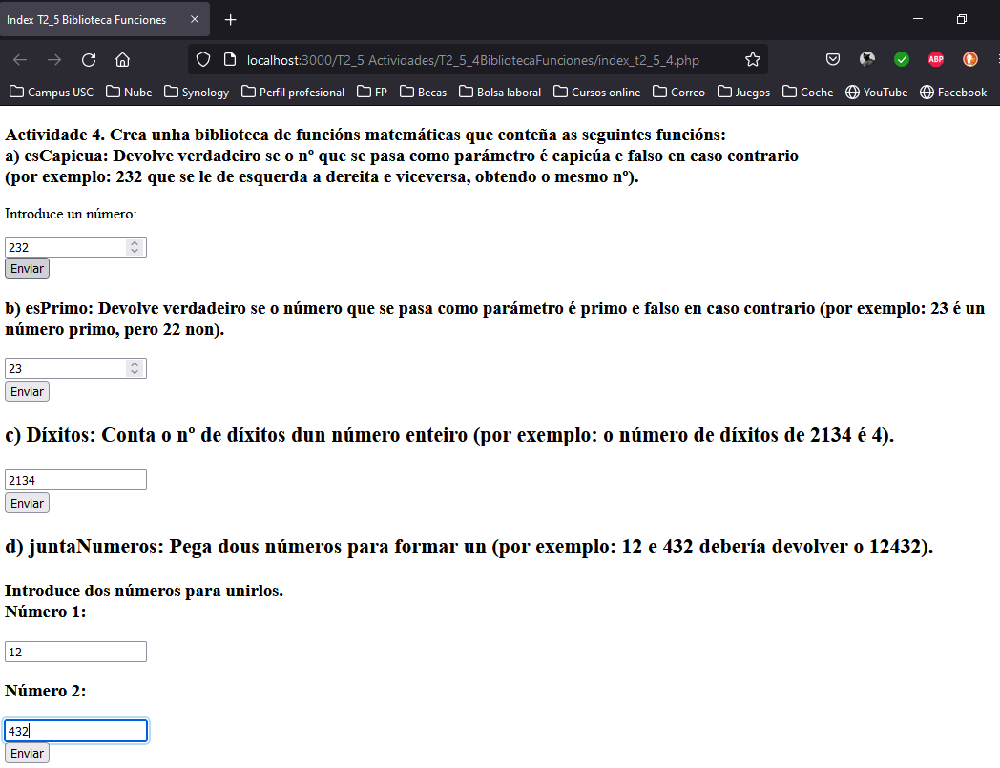 Index T2_5 Biblioteca Funciones
localhost:3000/T2_5 Actividades/T2_5_4BibliotecaFunciones/index_t2_5_4.php
ABP
Campus USC Nube Synology Perfil profesional FP Becas Bolsa laboral Cursos online Correo Juegos Coche YouTube Facebook
Actividade 4. Crea unha biblioteca de funcións matemáticas que conteña as seguintes funcións:
a) esCapicua: Devolve verdadeiro se o nº que se pasa como parámetro é capicúa e falso en caso contrario
(por exemplo: 232 que se le de esquerda a dereita e viceversa, obtendo o mesmo nº).
Introduce un número:
232
Enviar
b) esPrimo: Devolve verdadeiro se o número que se pasa como parámetro é primo e falso en caso contrario (por exemplo: 23 é un
número primo, pero 22 non).
23
Enviar
c) Díxitos: Conta o nº de díxitos dun número enteiro (por exemplo: o número de díxitos de 2134 é 4).
2134
Enviar
d) juntaNumeros: Pega dous números para formar un (por exemplo: 12 e 432 debería devolver o 12432).
Introduce dos números para unirlos.
Número 1:
12
Número 2:
432
Enviar